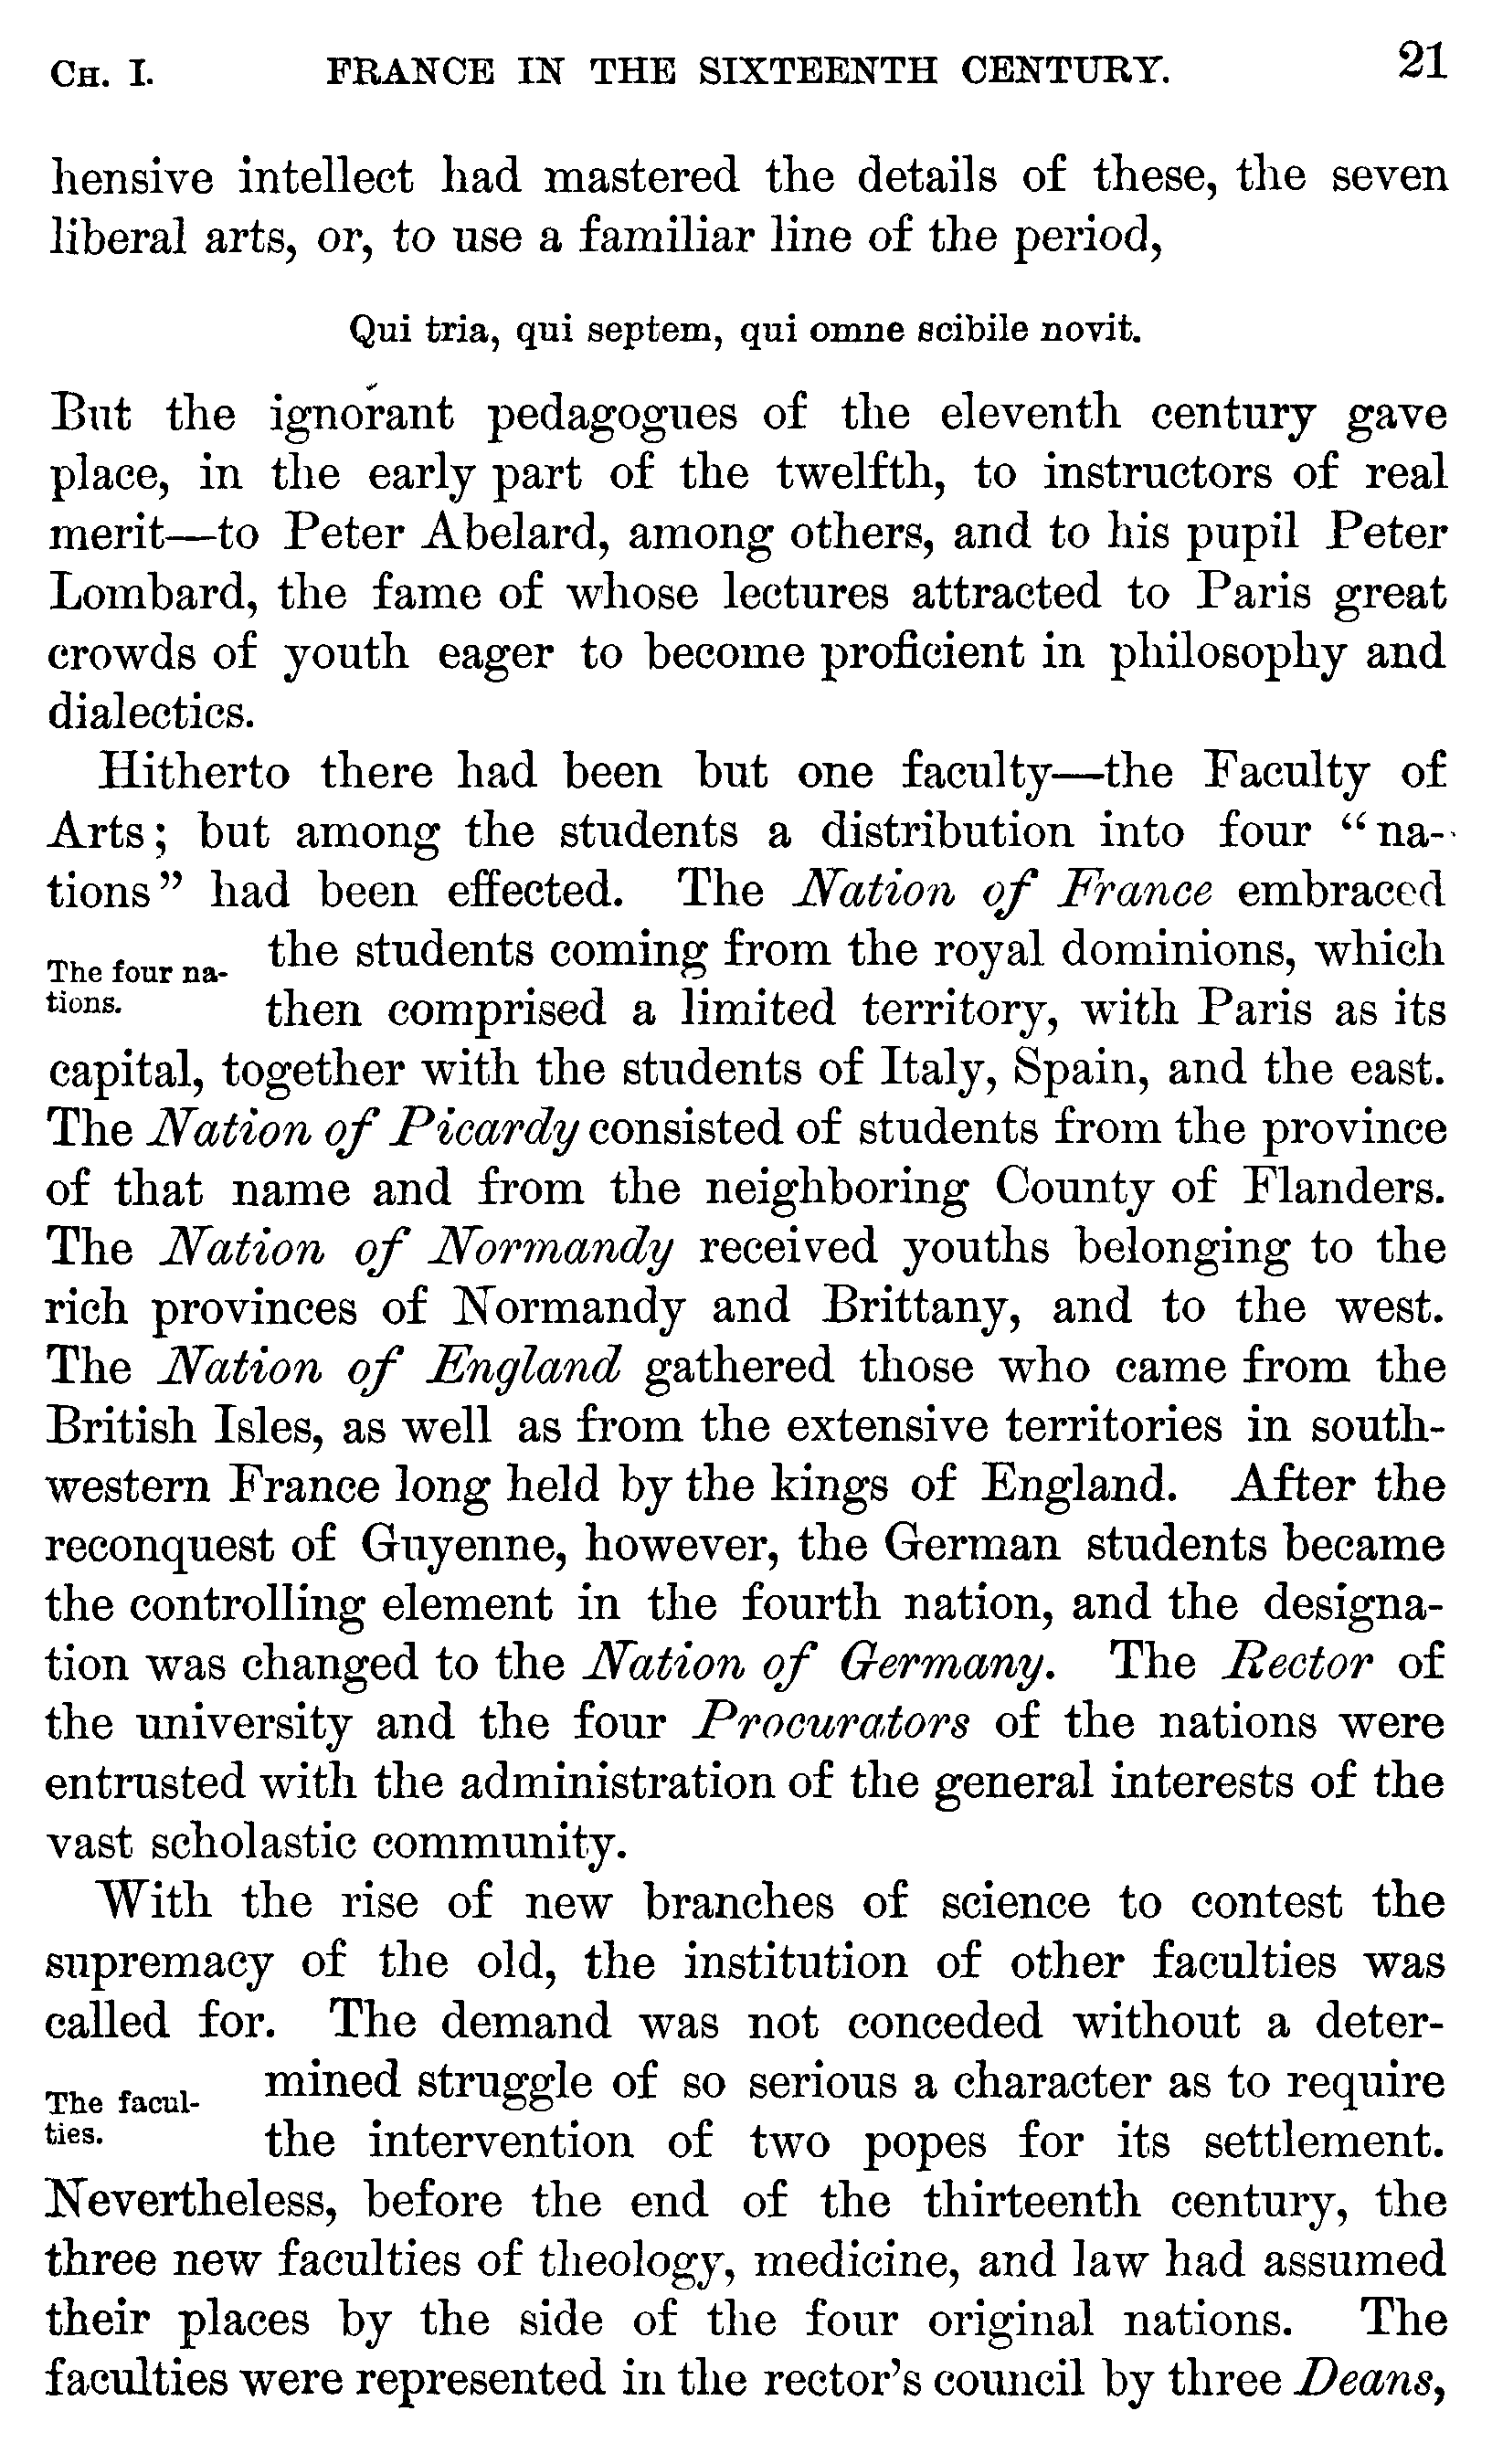 CH. I. FRANCE IN THE SIXTEENTH CENTURY. 21
hensive intellect had mastered the details of these, the seven
liberal arts, or, to use a familiar line of the period,
Qui tria, qui septem, qui omne scibile novit.
But the ignorant pedagogues of the eleventh century gave
place, in the early part of the twelfth, to instructors of real
merit—to Peter Abelard, among others, and to his pupil Peter
Lombard, the fame of whose lectures attracted to Paris great
crowds of youth eager to become proficient in philosophy and
dialectics.
Hitherto there had been but one faculty—the Faculty of
Arts; but among the students a distribution into four "na-
tions" had been effected. The Nation of France embraced
the students coming from the royal dominions, which
The four na-
tions.
then comprised a limited territory, with Paris as its
capital, together with the students of Italy, Spain, and the east.
The Nation of Picardy consisted of students from the province
of that name and from the neighboring County of Flanders.
The Nation of Normandy received youths belonging to the
rich provinces of Normandy and Brittany, and to the west.
The Nation of England gathered those who came from the
British Isles, as well as from the extensive territories in south-
western France long held by the kings of England. After the
reconquest of Guyenne, however, the German students became
the controlling element in the fourth nation, and the designa-
tion was changed to the Nation of Germany. The Rector of
the university and the four Procurators of the nations were
entrusted with the administration of the general interests of the
vast scholastic community.
With the rise of new branches of science to contest the
supremacy of the old, the institution of other faculties was
called for. The demand was not conceded without a deter-
mined struggle of so serious a character as to require
The facul-
ties.
the intervention of two popes for its settlement.
Nevertheless, before the end of the thirteenth century, the
three new faculties of theology, medicine, and law had assumed
their places by the side of the four original nations. The
faculties were represented in the rector's council by three Deans,